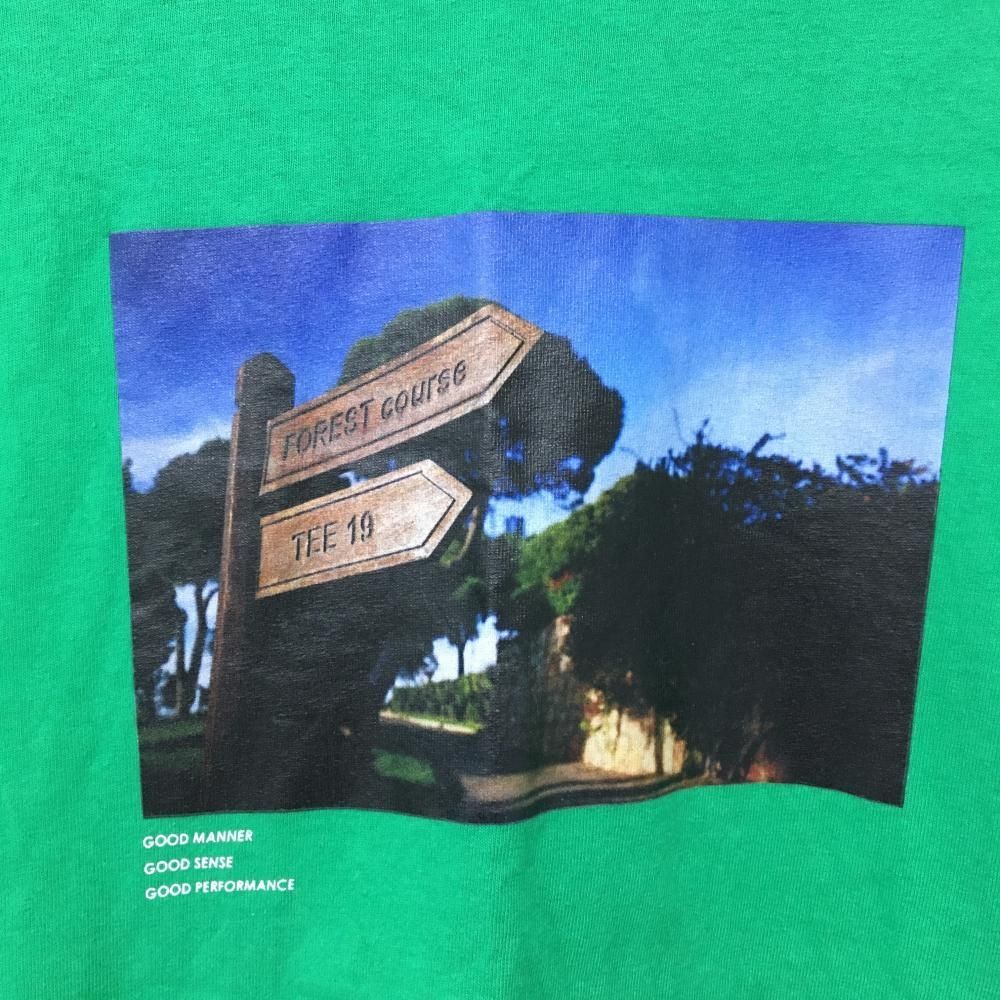 FOREST course
TEE 19
GOOD MANNER
GOOD SENSE
GOOD PERFORMANCE